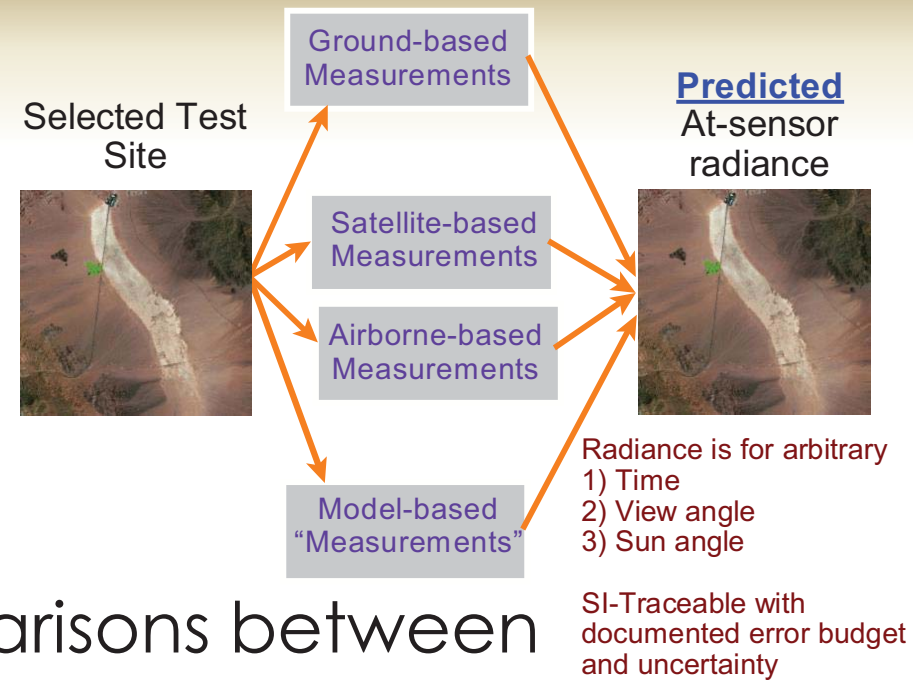 Ground-based
Measurements
Selected Test
Site
Predicted
At-sensor
radiance
Satellite-based
Measurements
Airborne-based
Measurements
Model-based
“Measurements”
Radiance is for arbitrary
1) Time
2) View angle
3) Sun angle
SI-Traceable with
documented error budget
and uncertainty
arisons between